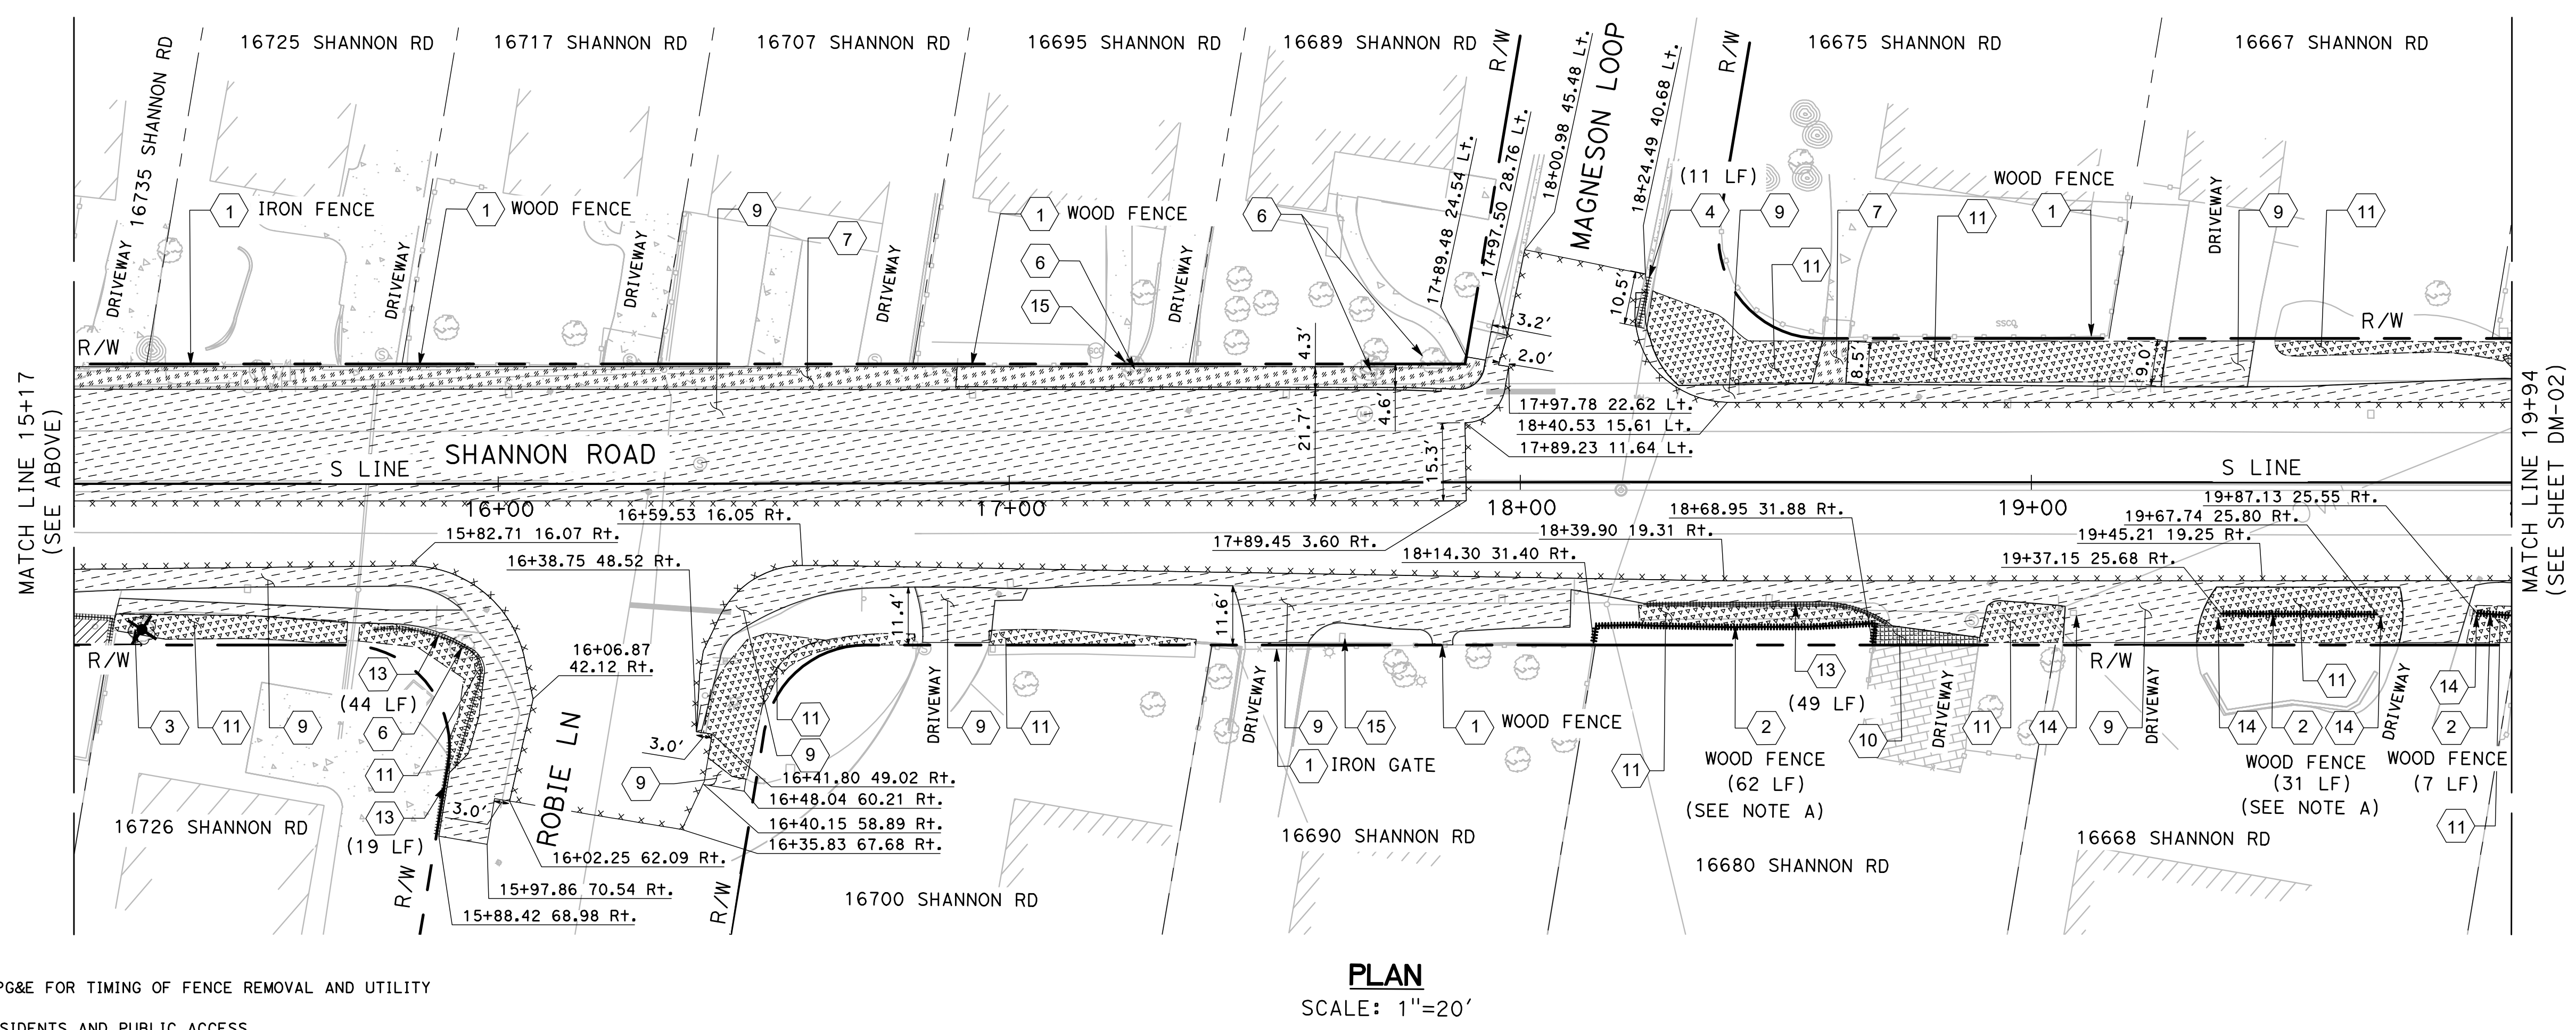 16735 SHANNON RD
16725 SHANNON RD
16717 SHANNON RD
16707 SHANNON RD
16695 SHANNON RD
16689 SHANNON RD
R/W
MAGNESON LOOP
R/W
16675 SHANNON RD
16667 SHANNON RD
17+89.48 24.54 Lt.
17+97.50 28.76 Lt.
18+00.98 45.48 Lt.
18+24.49 40.68 Lt.
(11 LF)
WOOD FENCE
1 IRON FENCE
1 WOOD FENCE
9
7
1 WOOD FENCE
6
15
6
4
9
7
11
11
1
9
11
DRIVEWAY
DRIVEWAY
DRIVEWAY
DRIVEWAY
DRIVEWAY
DRIVEWAY
R/W
R/W
4.3'
3.2'
2.0'
10.5'
8.5'
9.0'
4.6'
21.7'
15.3'
17+97.78 22.62 Lt.
18+40.53 15.61 Lt.
17+89.23 11.64 Lt.
MATCH LINE 15+17
(SEE ABOVE)
S LINE
SHANNON ROAD
S LINE
MATCH LINE 19+94
(SEE SHEET DM-02)
16+00
17+00
18+00
19+00
15+82.71 16.07 Rt.
16+59.53 16.05 Rt.
16+38.75 48.52 Rt.
17+89.45 3.60 Rt.
18+14.30 31.40 Rt.
18+39.90 19.31 Rt.
18+68.95 31.88 Rt.
19+87.13 25.55 Rt.
19+67.74 25.80 Rt.
19+45.21 19.25 Rt.
19+37.15 25.68 Rt.
11.4'
11.6'
R/W
R/W
16+06.87
42.12 Rt.
13
(44 LF)
3
11
9
6
11
13
(19 LF)
3.0'
3.0'
ROBIE LN
11
9
9
DRIVEWAY
9
11
DRIVEWAY
9
15
1 WOOD FENCE
1 IRON GATE
11
13
(49 LF)
2
WOOD FENCE
(62 LF)
(SEE NOTE A)
10
DRIVEWAY
11
14
9
DRIVEWAY
14
2
14
11
DRIVEWAY
WOOD FENCE
(31 LF)
(SEE NOTE A)
14
2
WOOD FENCE
(7 LF)
11
16+41.80 49.02 Rt.
16+48.04 60.21 Rt.
16+40.15 58.89 Rt.
16+35.83 67.68 Rt.
16+02.25 62.09 Rt.
15+97.86 70.54 Rt.
15+88.42 68.98 Rt.
R/W
R/W
16726 SHANNON RD
16700 SHANNON RD
16690 SHANNON RD
16680 SHANNON RD
16668 SHANNON RD
PLAN
SCALE: 1"=20'
PG&E FOR TIMING OF FENCE REMOVAL AND UTILITY
SIDENTS AND PUBLIC ACCESS